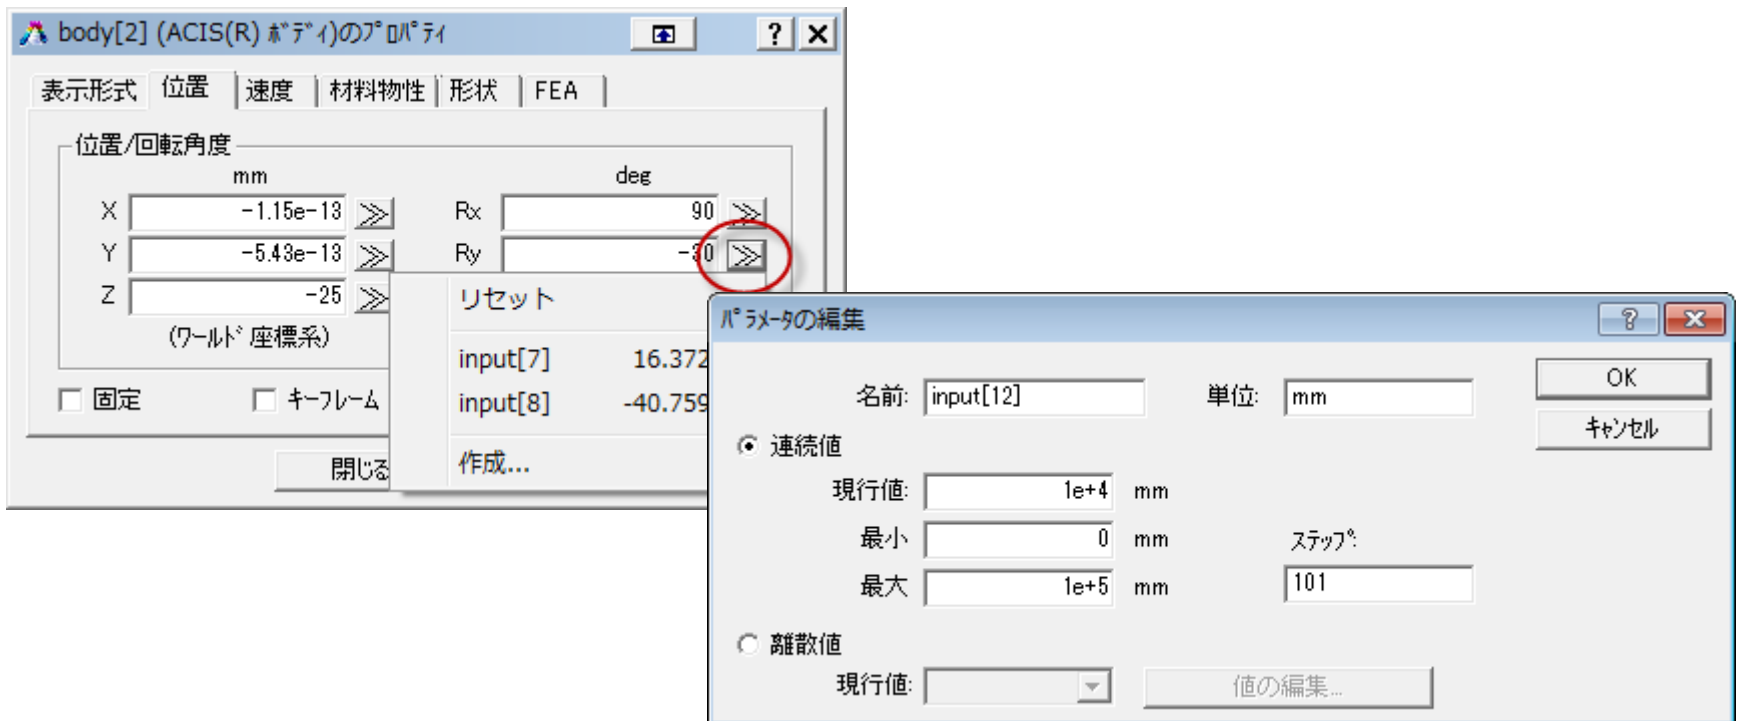 body[2] (ACIS(R) ﾎﾞﾃﾞｨ)のﾌﾟﾛﾊﾟﾃｨ
表示形式 位置 速度 材料物性 形状 FEA
位置/回転角度
mm deg
X -1.15e-13 Rx 90
Y -5.43e-13 Ry -30
Z -25
(ﾜｰﾙﾄﾞ座標系)
固定 ｷｰﾌﾚｰﾑ
閉じる
リセット
input[7] 16.372
input[8] -40.759
作成...
ﾊﾟﾗﾒｰﾀの編集
名前: input[12] 単位: mm
OK
ｷｬﾝｾﾙ
連続値
現行値: 1e+4 mm
最小 0 mm ｽﾃｯﾌﾟ:
最大 1e+5 mm 101
離散値
現行値: 値の編集...